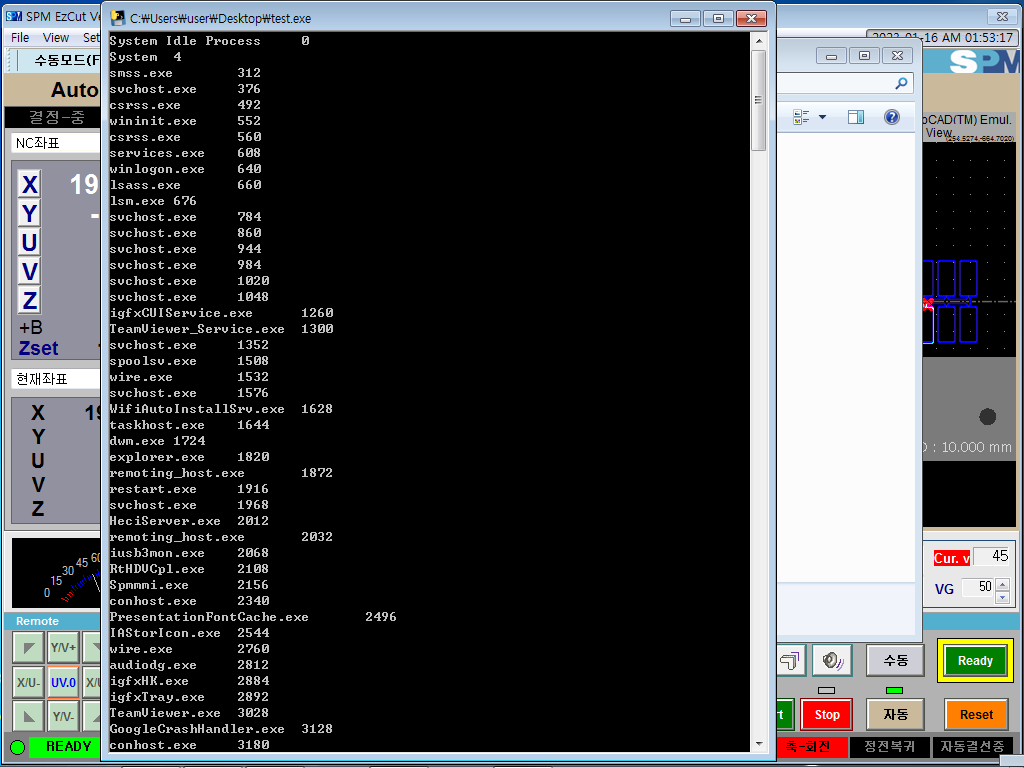 SPM EzCut Ve
File View Set
수동모드(F
Auto
결정-중
NC좌표
X 19
Y -
U
V
Z
+B
Zset
현재좌표
X 19
Y
U
V
Z
0 15 30 45 60
Remote
Y/V+
X/U- UV.0 X/U
Y/V-
READY
C:₩Users₩user₩Desktop₩test.exe
System Idle Process 0
System 4
smss.exe 312
svchost.exe 376
csrss.exe 492
wininit.exe 552
csrss.exe 560
services.exe 608
winlogon.exe 640
lsass.exe 660
lsm.exe 676
svchost.exe 784
svchost.exe 860
svchost.exe 944
svchost.exe 984
svchost.exe 1020
svchost.exe 1048
igfxCUIService.exe 1260
TeamViewer_Service.exe 1300
svchost.exe 1352
spoolsv.exe 1508
wire.exe 1532
svchost.exe 1576
WifiAutoInstallSrv.exe 1628
taskhost.exe 1644
dwm.exe 1724
explorer.exe 1820
remoting_host.exe 1872
restart.exe 1916
svchost.exe 1968
HeciServer.exe 2012
remoting_host.exe 2032
iusb3mon.exe 2068
RtHDVCpl.exe 2108
Spmmmi.exe 2156
conhost.exe 2340
PresentationFontCache.exe 2496
IAStorIcon.exe 2544
wire.exe 2760
audiodg.exe 2812
igfxHK.exe 2884
igfxTray.exe 2892
TeamViewer.exe 3028
GoogleCrashHandler.exe 3128
conhost.exe 3180
-16 AM 01:53:17
SPM
oCAD(TM) Emul.
View
(254.5274,-664.7020)
: 10.000 mm
Cur. v 45
VG 50
수동 Ready
rt Stop 자동 Reset
축-회전 정전복귀 자동결선중